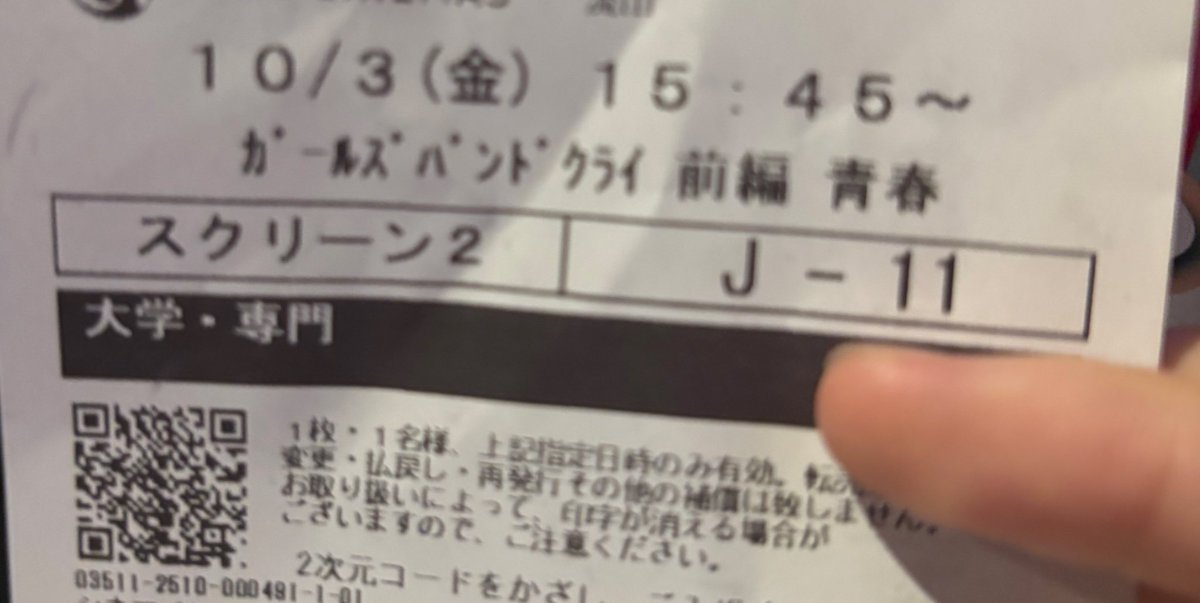 10/3(金) 15:45～
ｶﾞｰﾙｽﾞﾊﾞﾝﾄﾞｸﾗｲ 前編 青春
スクリーン2 J－11
大学・専門
1枚・1名様、上記指定日時のみ有効。転
変更・払戻し・再発行その他の補償は致しません。
お取り扱いによって、印字が消える場合が
ございますので、ご注意ください。
2次元コードをかざし
03511-2510-000481-1-01